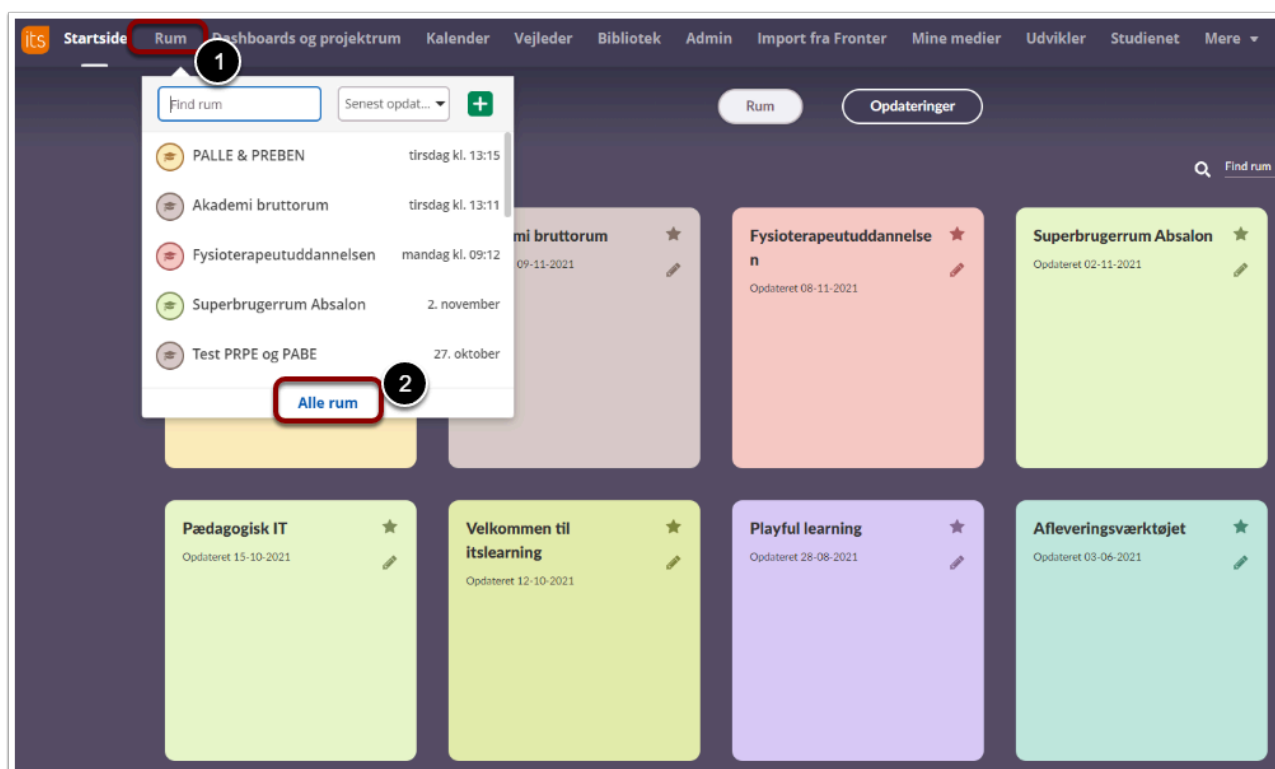 its Startside Rum Dashboards og projektrum Kalender Vejleder Bibliotek Admin Import fra Fronter Mine medier Udvikler Studienet Mere
1
Find rum Senest opdat...
Rum Opdateringer
PALLE & PREBEN tirsdag kl. 13:15
Find rum
Akademi bruttorum tirsdag kl. 13:11
Fysioterapeutuddannelsen mandag kl. 09:12
Superbrugerrum Absalon 2. november
Test PRPE og PABE 27. oktober
2
Alle rum
mi bruttorum
09-11-2021
Fysioterapeutuddannelse
n
Opdateret 08-11-2021
Superbrugerrum Absalon
Opdateret 02-11-2021
Pædagogisk IT
Opdateret 15-10-2021
Velkommen til
itslearning
Opdateret 12-10-2021
Playful learning
Opdateret 28-08-2021
Afleveringsværktøjet
Opdateret 03-06-2021